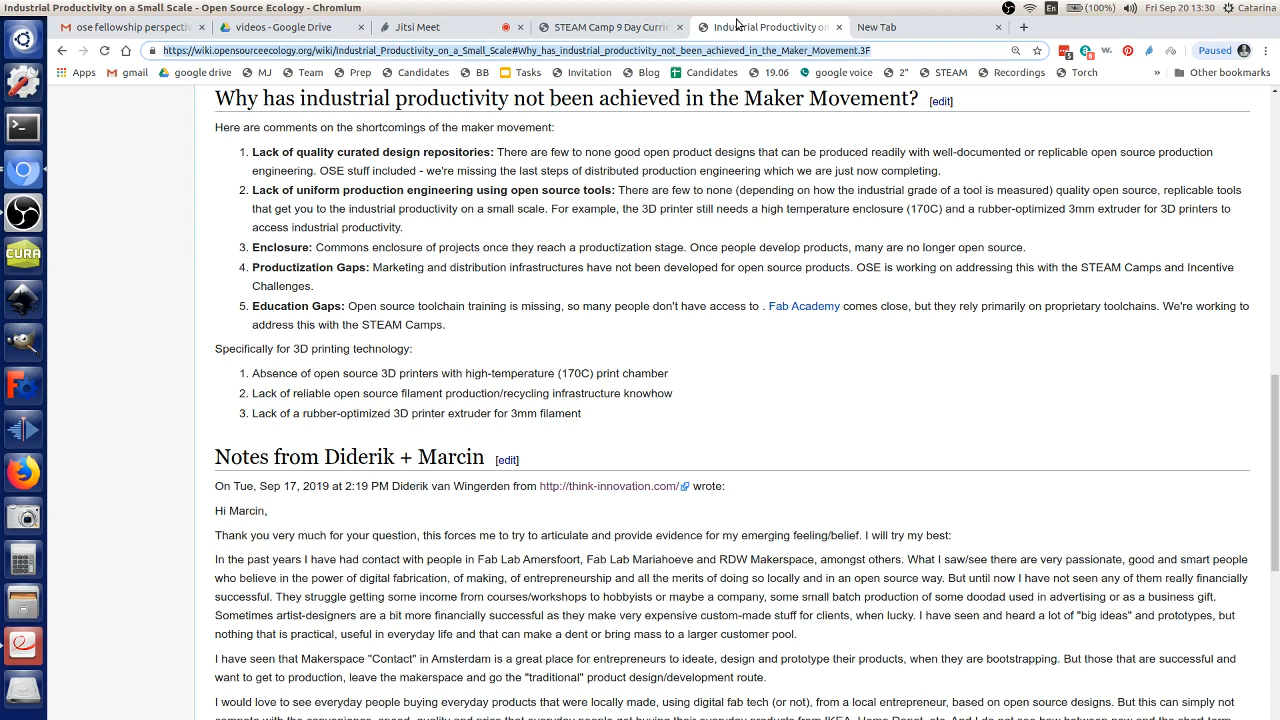 Industrial Productivity on a Small Scale - Open Source Ecology - Chromium
En (100%) Fri Sep 20 13:30 Catarina
ose fellowship perspectiv videos - Google Drive Jitsi Meet STEAM Camp 9 Day Curric Industrial Productivity on New Tab
https://wiki.opensourceecology.org/wiki/Industrial_Productivity_on_a_Small_Scale#Why_has_industrial_productivity_not_been_achieved_in_the_Maker_Movement.3F Paused
Apps gmail google drive MJ Team Prep Candidates BB Tasks Invitation Blog Candidates 19.06 google voice 2" STEAM Recordings Torch » Other bookmarks
Why has industrial productivity not been achieved in the Maker Movement? [edit]
Here are comments on the shortcomings of the maker movement:
1. Lack of quality curated design repositories: There are few to none good open product designs that can be produced readily with well-documented or replicable open source production
engineering. OSE stuff included - we're missing the last steps of distributed production engineering which we are just now completing.
2. Lack of uniform production engineering using open source tools: There are few to none (depending on how the industrial grade of a tool is measured) quality open source, replicable tools
that get you to the industrial productivity on a small scale. For example, the 3D printer still needs a high temperature enclosure (170C) and a rubber-optimized 3mm extruder for 3D printers to
access industrial productivity.
3. Enclosure: Commons enclosure of projects once they reach a productization stage. Once people develop products, many are no longer open source.
4. Productization Gaps: Marketing and distribution infrastructures have not been developed for open source products. OSE is working on addressing this with the STEAM Camps and Incentive
Challenges.
5. Education Gaps: Open source toolchain training is missing, so many people don't have access to . Fab Academy comes close, but they rely primarily on proprietary toolchains. We're working to
address this with the STEAM Camps.
Specifically for 3D printing technology:
1. Absence of open source 3D printers with high-temperature (170C) print chamber
2. Lack of reliable open source filament production/recycling infrastructure knowhow
3. Lack of a rubber-optimized 3D printer extruder for 3mm filament
Notes from Diderik + Marcin [edit]
On Tue, Sep 17, 2019 at 2:19 PM Diderik van Wingerden from http://think-innovation.com/ wrote:
Hi Marcin,
Thank you very much for your question, this forces me to try to articulate and provide evidence for my emerging feeling/belief. I will try my best:
In the past years I have had contact with people in Fab Lab Amersfoort, Fab Lab Mariahoeve and RDW Makerspace, amongst others. What I saw/see there are very passionate, good and smart people
who believe in the power of digital fabrication, of making, of entrepreneurship and all the merits of doing so locally and in an open source way. But until now I have not seen any of them really financially
successful. They struggle getting some income from courses/workshops to hobbyists or maybe a company, some small batch production of some doodad used in advertising or as a business gift.
Sometimes artist-designers are a bit more financially successful as they make very expensive custom-made stuff for clients, when lucky. I have seen and heard a lot of "big ideas" and prototypes, but
nothing that is practical, useful in everyday life and that can make a dent or bring mass to a larger customer pool.
I have seen that Makerspace "Contact" in Amsterdam is a great place for entrepreneurs to ideate, design and prototype their products, when they are bootstrapping. But those that are successful and
want to get to production, leave the makerspace and go the "traditional" product design/development route.
I would love to see everyday people buying everyday products that were locally made, using digital fab tech (or not), from a local entrepreneur, based on open source designs. But this can simply not